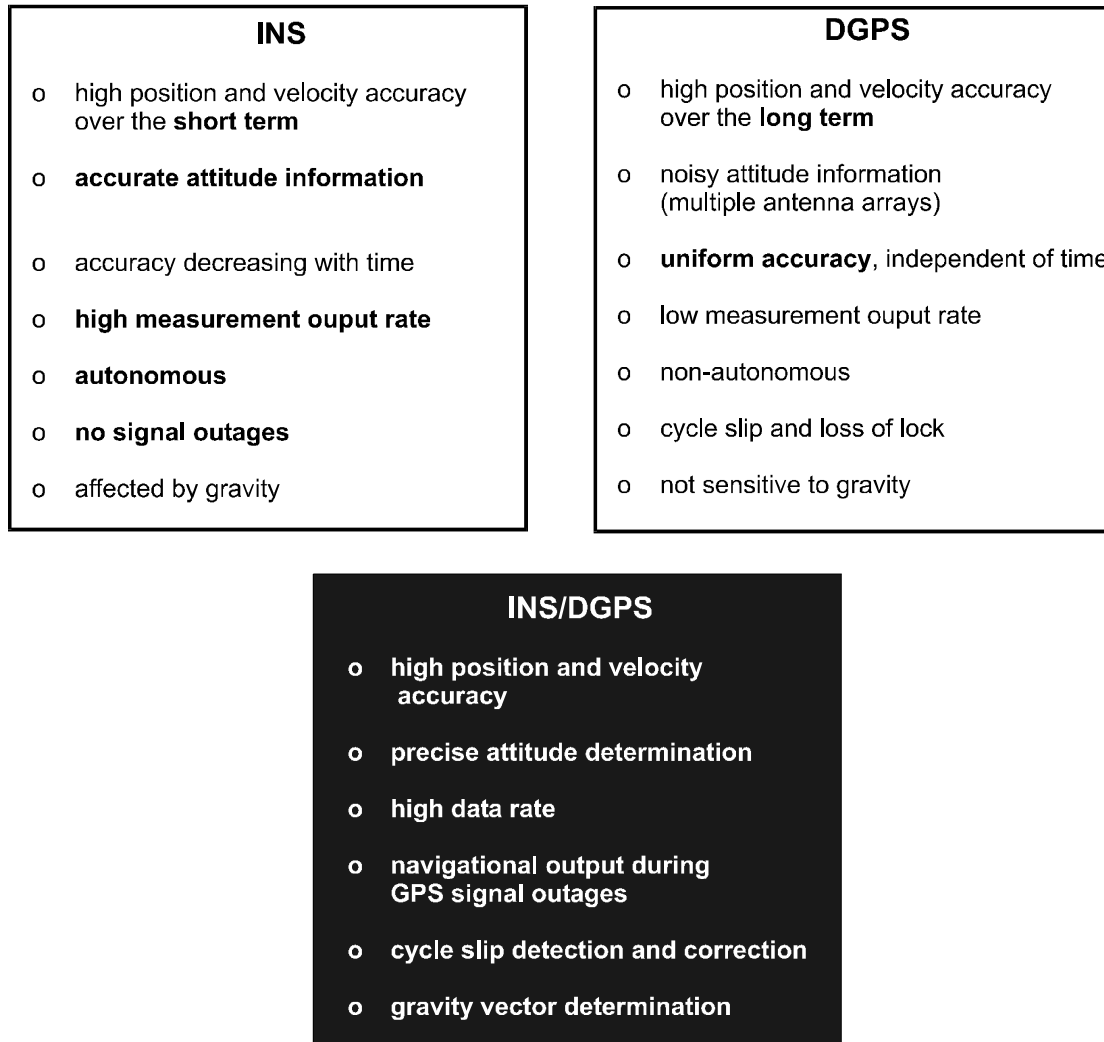 INS
o high position and velocity accuracy
over the short term
o accurate attitude information
o accuracy decreasing with time
o high measurement ouput rate
o autonomous
o no signal outages
o affected by gravity
DGPS
o high position and velocity accuracy
over the long term
o noisy attitude information
(multiple antenna arrays)
o uniform accuracy, independent of time
o low measurement ouput rate
o non-autonomous
o cycle slip and loss of lock
o not sensitive to gravity
INS/DGPS
o high position and velocity
accuracy
o precise attitude determination
o high data rate
o navigational output during
GPS signal outages
o cycle slip detection and correction
o gravity vector determination